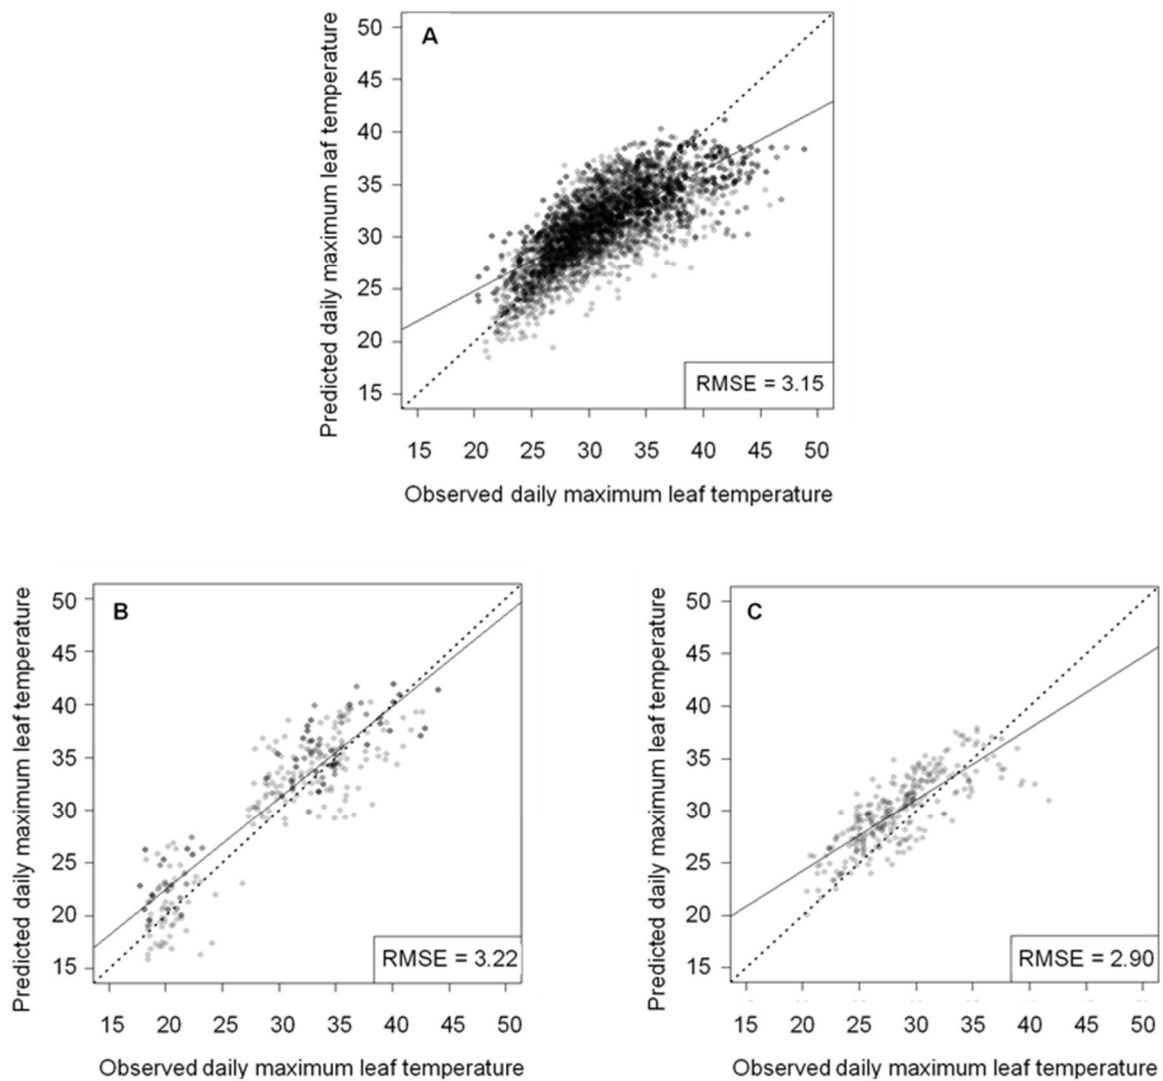 A
Predicted daily maximum leaf temperature
50
45
40
35
30
25
20
15
RMSE = 3.15
15 20 25 30 35 40 45 50
Observed daily maximum leaf temperature
B
Predicted daily maximum leaf temperature
50
45
40
35
30
25
20
15
RMSE = 3.22
15 20 25 30 35 40 45 50
Observed daily maximum leaf temperature
C
Predicted daily maximum leaf temperature
50
45
40
35
30
25
20
15
RMSE = 2.90
15 20 25 30 35 40 45 50
Observed daily maximum leaf temperature